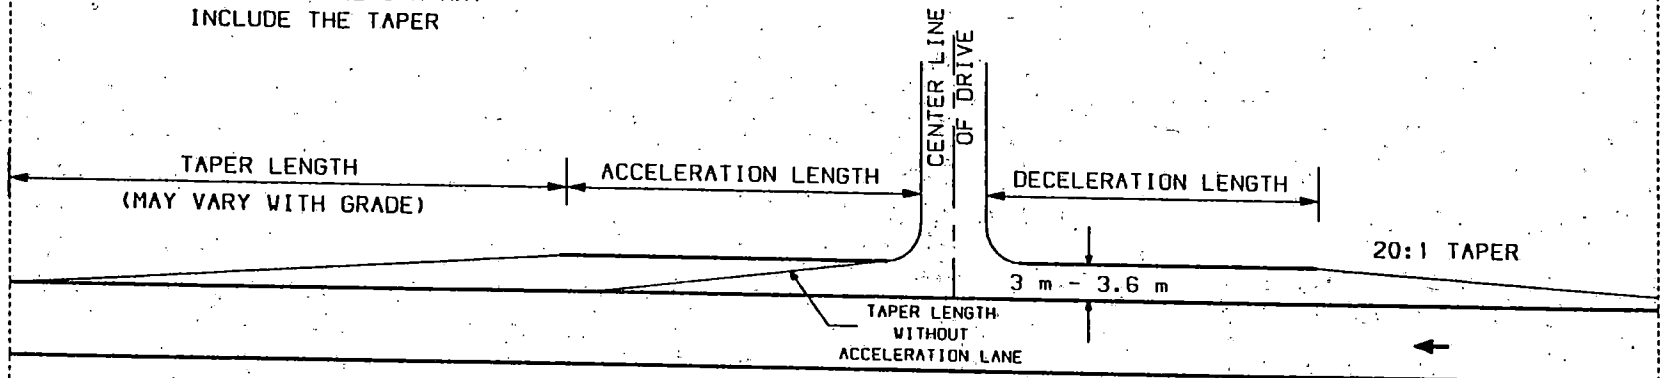 INCLUDE THE TAPER
CENTER LINE
OF DRIVE
TAPER LENGTH
(MAY VARY WITH GRADE)
ACCELERATION LENGTH
DECELERATION LENGTH
20:1 TAPER
3 m - 3.6 m
TAPER LENGTH
WITHOUT
ACCELERATION LANE